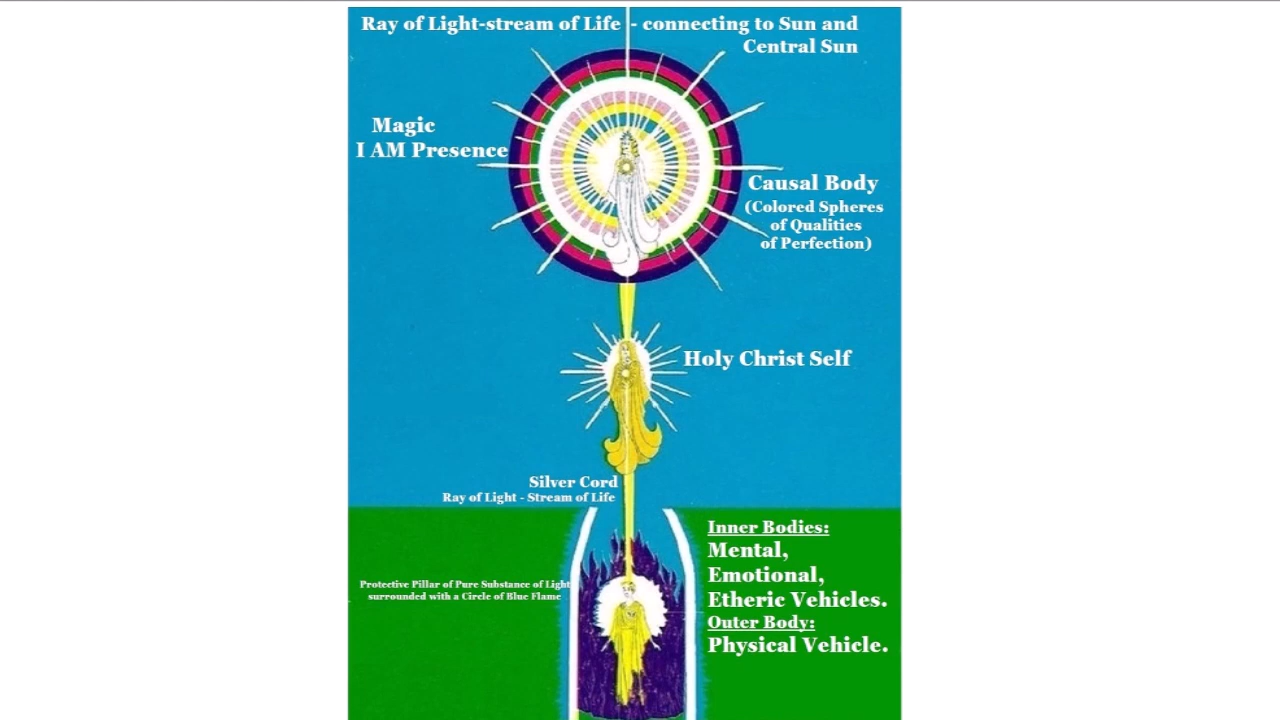 Ray of Light-stream of Life - connecting to Sun and
Central Sun
Magic
I AM Presence
Causal Body
(Colored Spheres
of Qualities
of Perfection)
Holy Christ Self
Silver Cord
Ray of Light - Stream of Life
Protective Pillar of Pure Substance of Light
surrounded with a Circle of Blue Flame
Inner Bodies:
Mental,
Emotional,
Etheric Vehicles.
Outer Body:
Physical Vehicle.